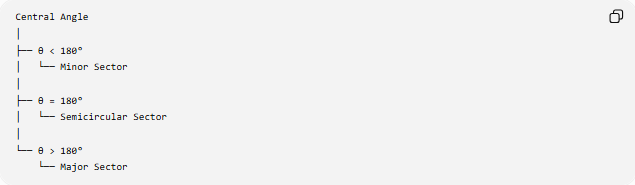 Central Angle
│
├── θ < 180°
│   └── Minor Sector
│
├── θ = 180°
│   └── Semicircular Sector
│
└── θ > 180°
    └── Major Sector